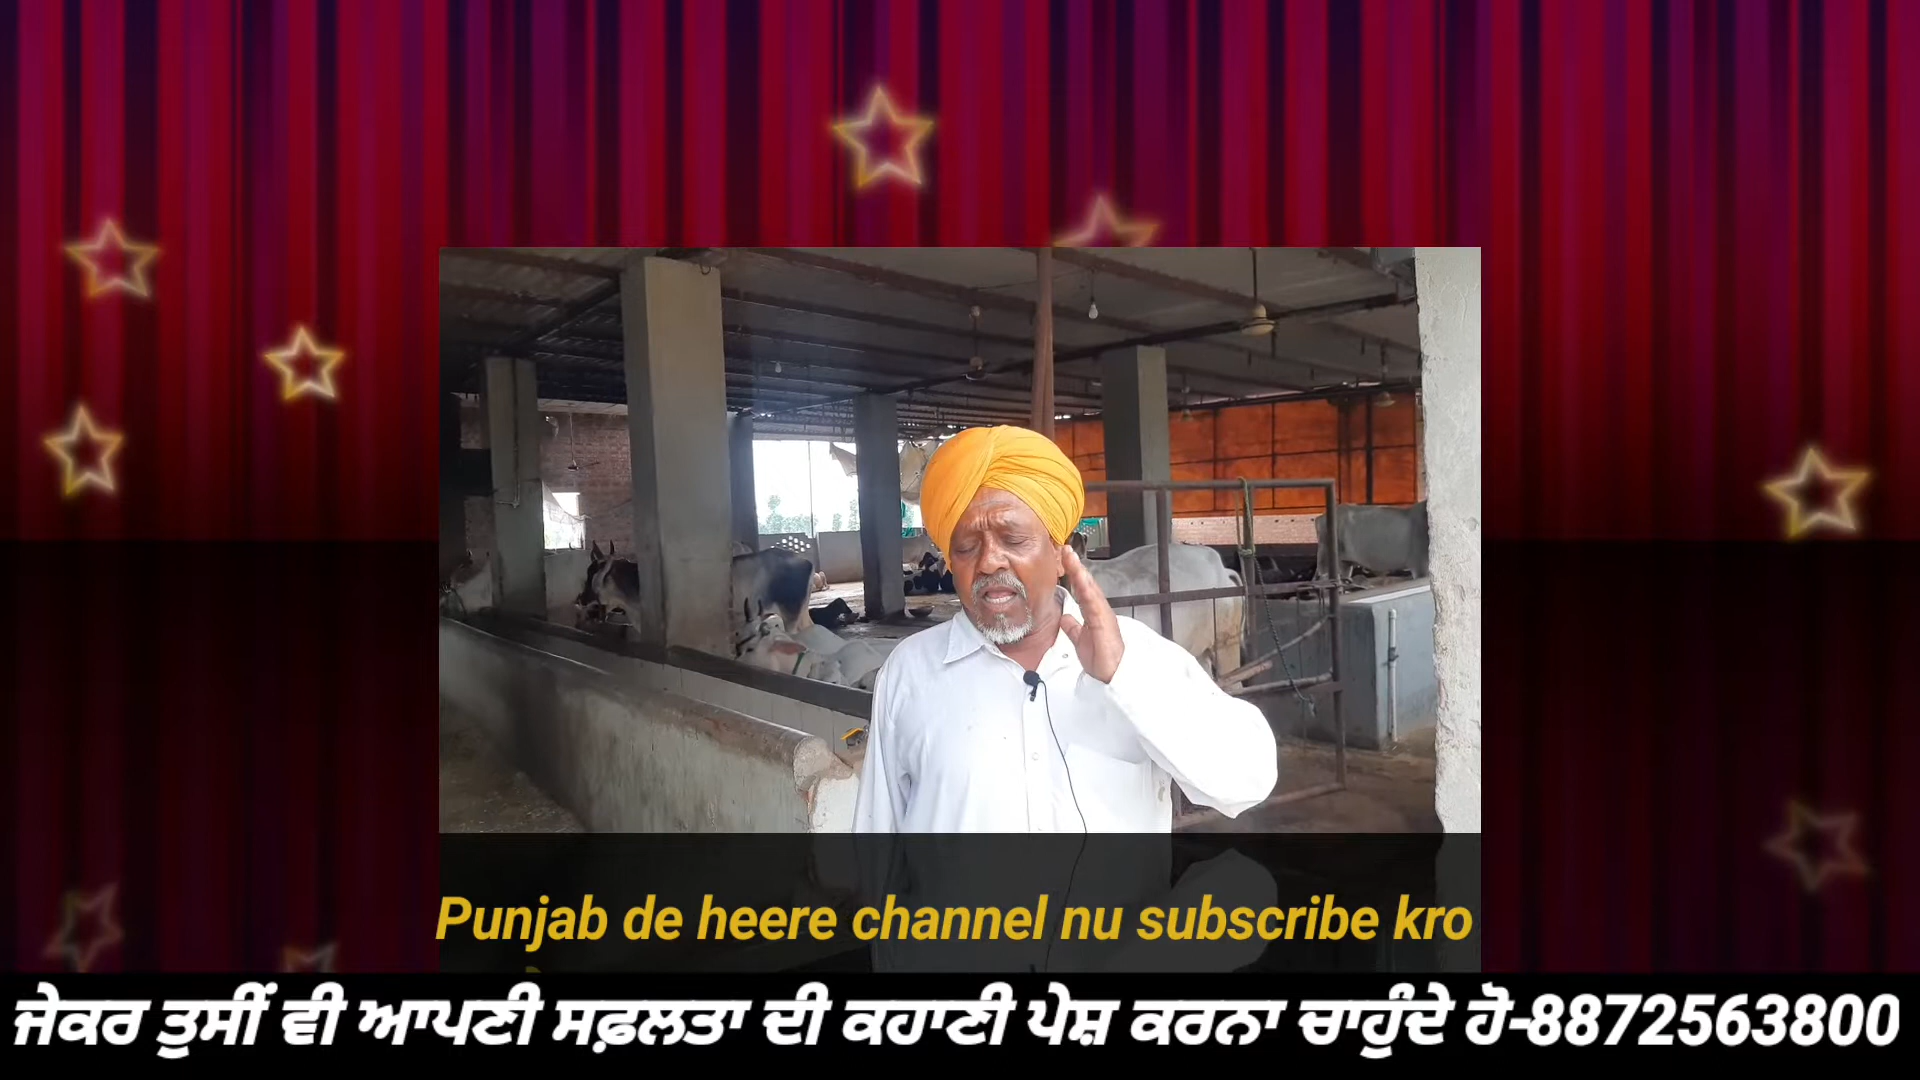 Punjab de heere channel nu subscribe kro
ਜੇਕਰ ਤੁਸੀਂ ਵੀ ਆਪਣੀ ਸਫ਼ਲਤਾ ਦੀ ਕਹਾਣੀ ਪੇਸ਼ ਕਰਨਾ ਚਾਹੁੰਦੇ ਹੋ-8872563800